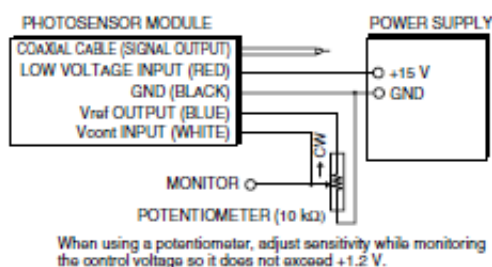 PHOTOSENSOR MODULE
POWER SUPPLY
COAXIAL CABLE (SIGNAL OUTPUT)
LOW VOLTAGE INPUT (RED)
+15 V
GND (BLACK)
GND
Vref OUTPUT (BLUE)
Vcont INPUT (WHITE)
CW
MONITOR
POTENTIOMETER (10 kΩ)
When using a potentiometer, adjust sensitivity while monitoring
the control voltage so it does not exceed +1.2 V.